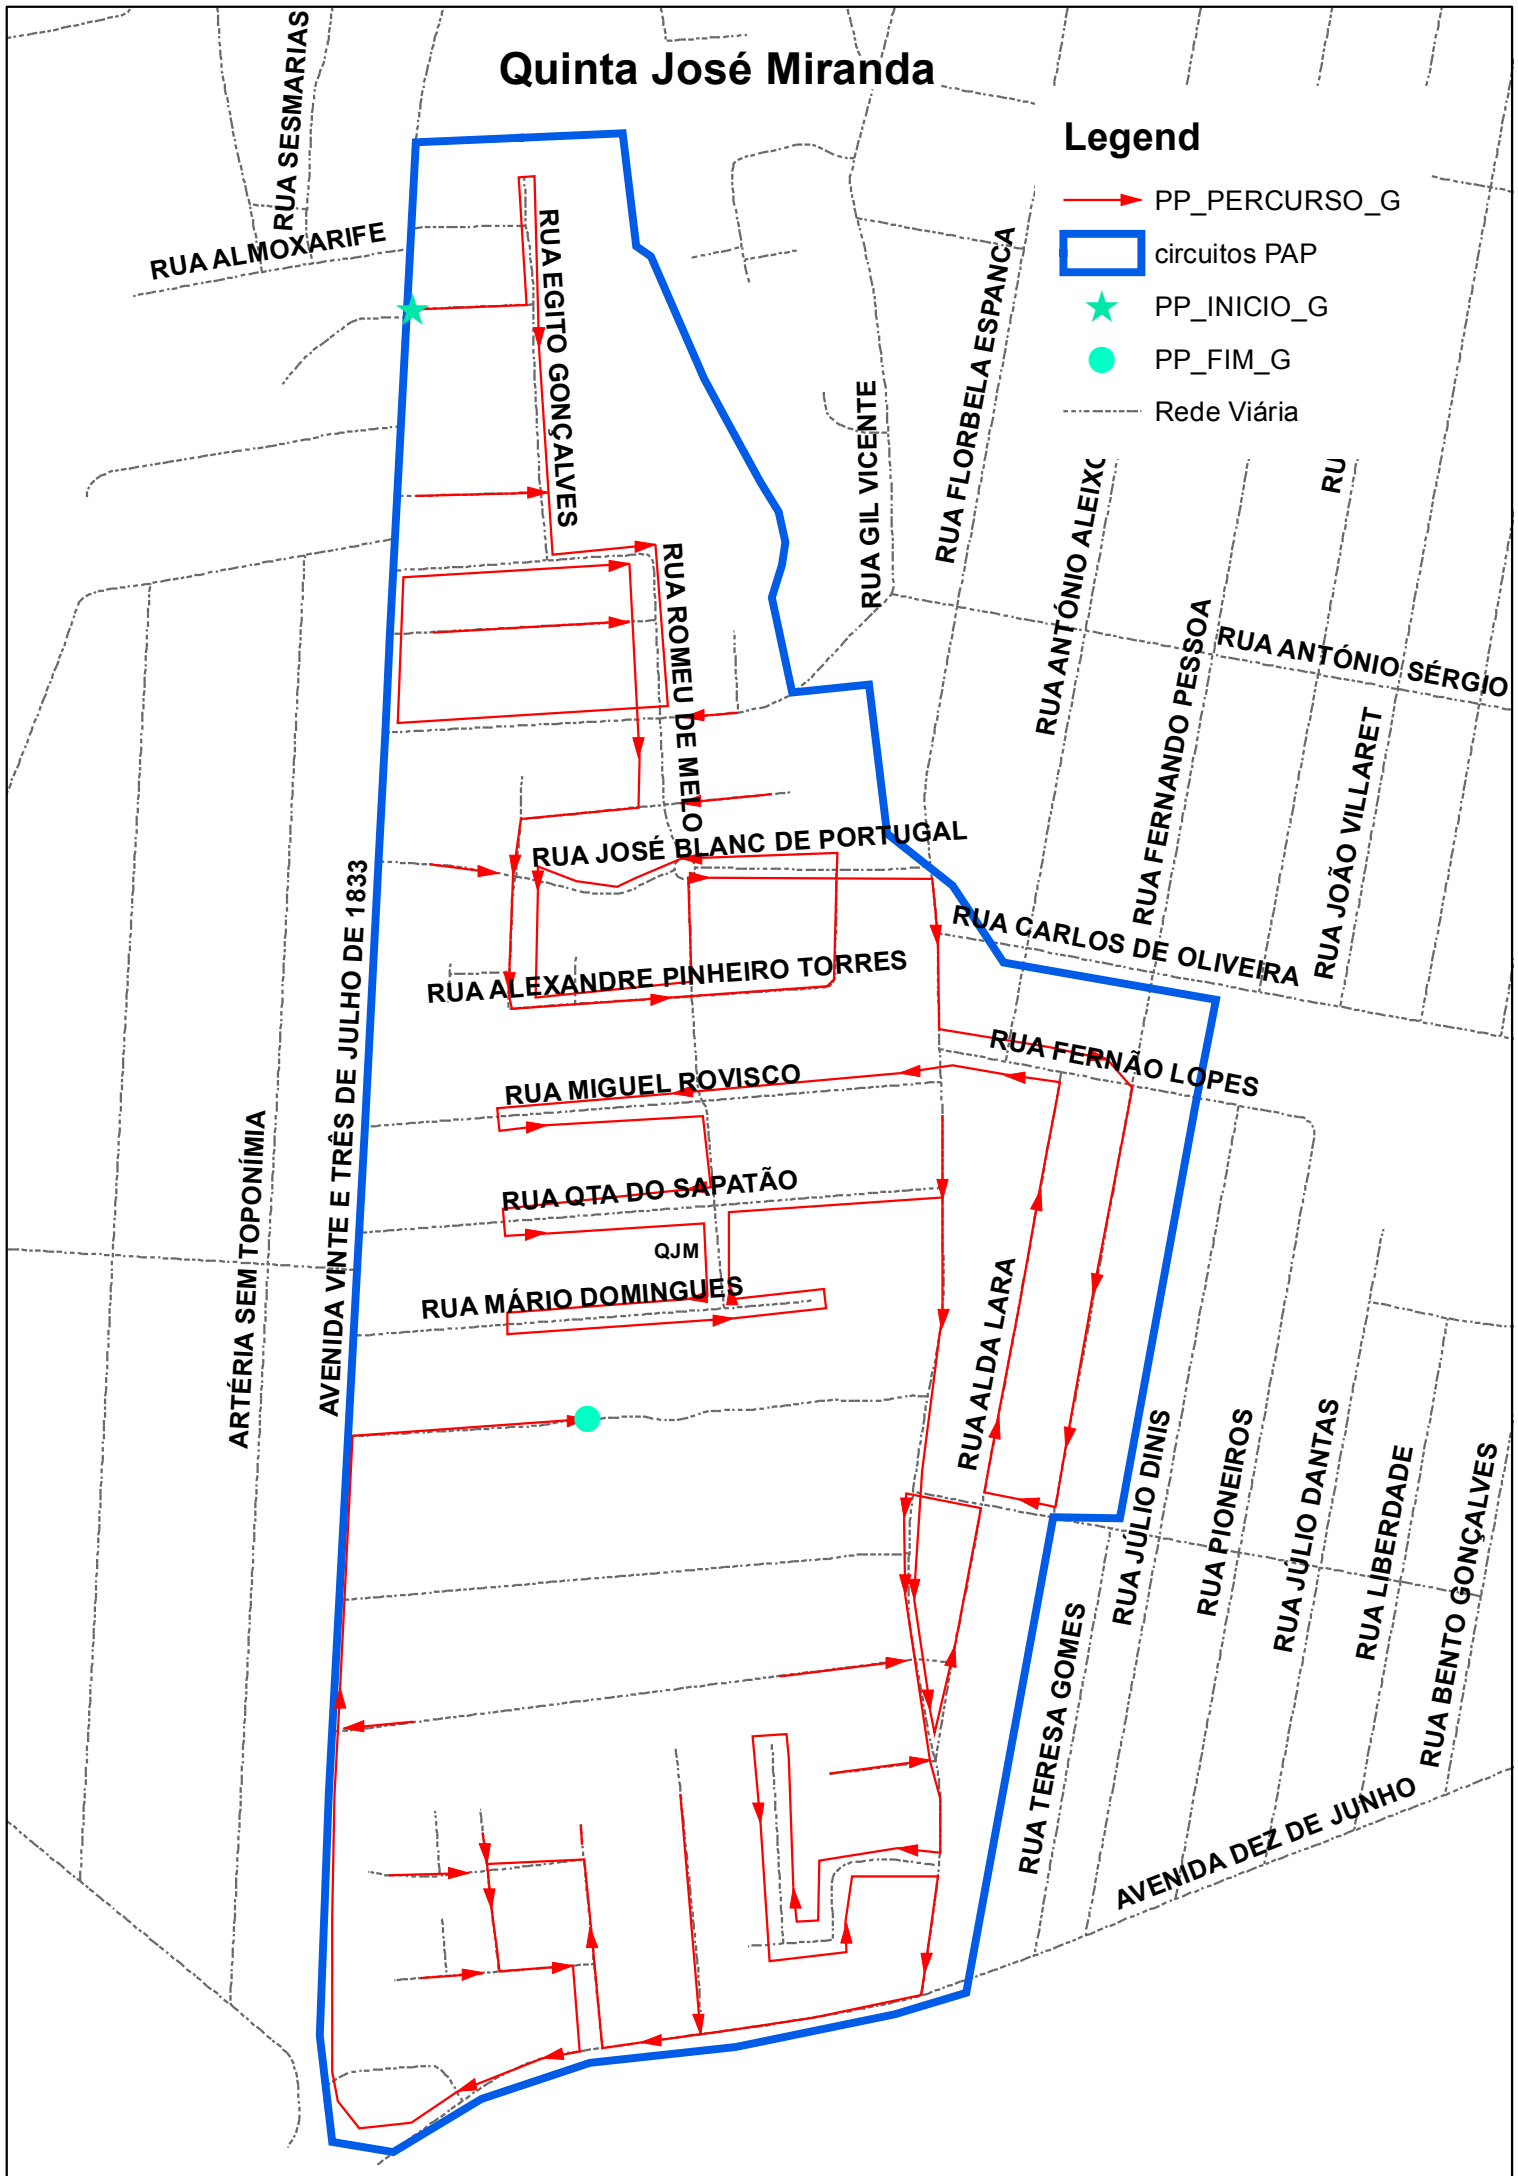 Quinta José Miranda
Legend
PP_PERCURSO_G
circuitos PAP
PP_INICIO_G
PP_FIM_G
Rede Viária
RUA SESMARIAS
RUA ALMOXARIFE
RUA EGITO GONÇALVES
RUA GIL VICENTE
RUA FLORBELA ESPANCA
RUA ANTÓNIO ALEIXO
RU
RUA ROMEU DE MELO
RUA FERNANDO PESSOA
RUA ANTÓNIO SÉRGIO
RUA JOÃO VILLARET
RUA JOSÉ BLANC DE PORTUGAL
RUA CARLOS DE OLIVEIRA
RUA ALEXANDRE PINHEIRO TORRES
AVENIDA VINTE E TRÊS DE JULHO DE 1833
RUA FERNÃO LOPES
RUA MIGUEL ROVISCO
ARTÉRIA SEM TOPONÍMIA
RUA QTA DO SAPATÃO
QJM
RUA MÁRIO DOMINGUES
RUA ALDA LARA
RUA JÚLIO DINIS
RUA PIONEIROS
RUA JÚLIO DANTAS
RUA LIBERDADE
RUA BENTO GONÇALVES
RUA TERESA GOMES
AVENIDA DEZ DE JUNHO